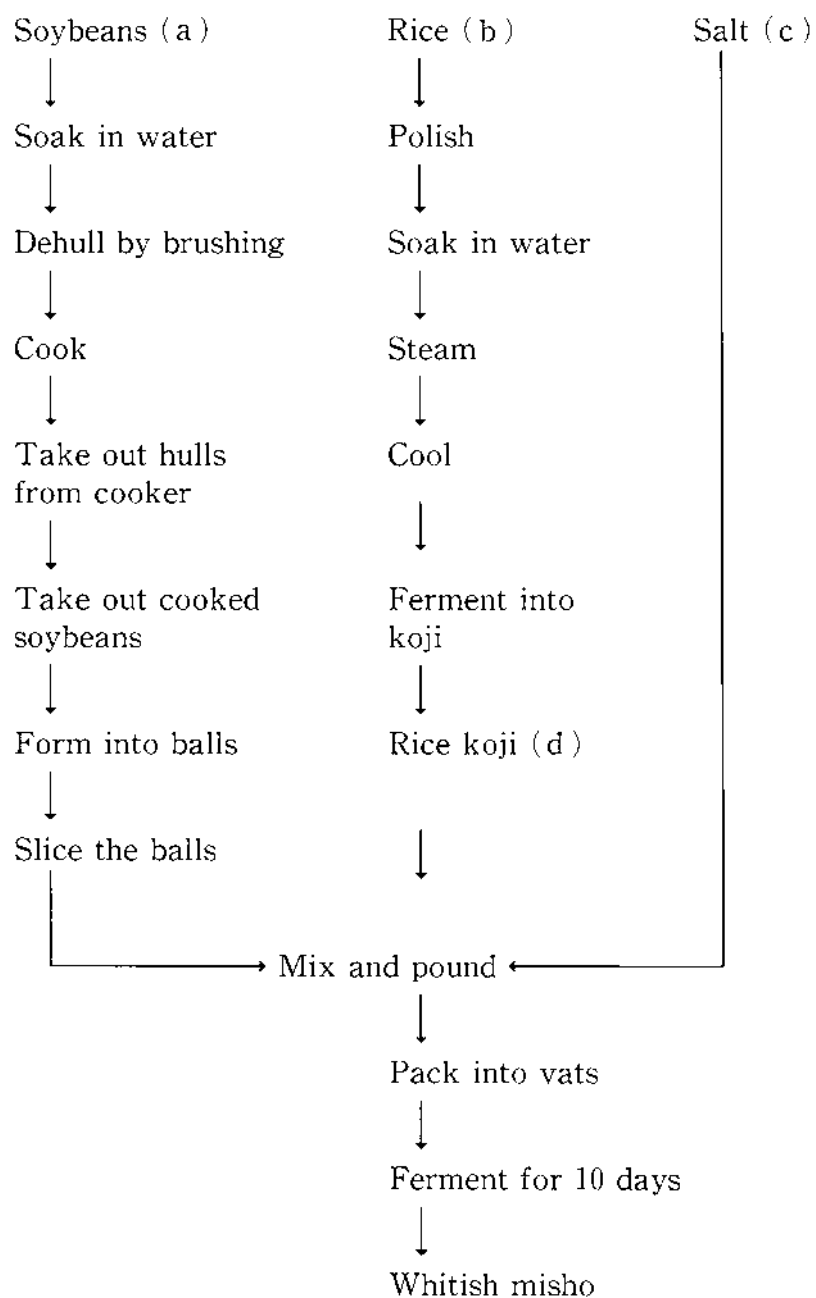 Soybeans (a)
Rice (b)
Salt (c)
Soak in water
Polish
Dehull by brushing
Soak in water
Cook
Steam
Take out hulls
from cooker
Cool
Take out cooked
soybeans
Ferment into
koji
Form into balls
Rice koji (d)
Slice the balls
Mix and pound
Pack into vats
Ferment for 10 days
Whitish misho